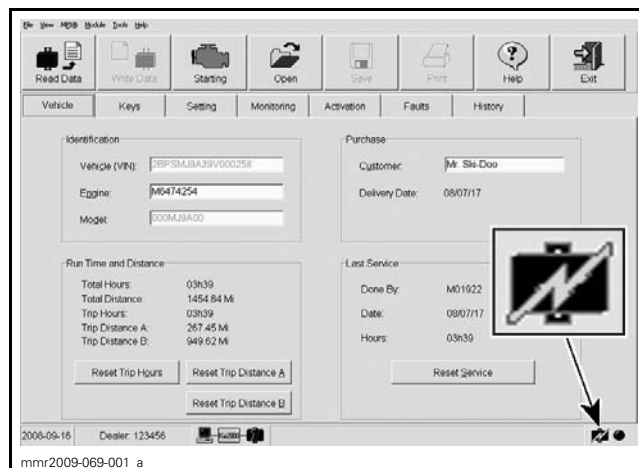 File View MPEM Module Tools Help
Read Data Write Data Starting Open Save Print Help Exit
Vehicle Keys Setting Monitoring Activation Faults History
Identification
Vehicle (VIN): 2BPSMJ9A39V000258
Engine: M6474254
Model: 000MJ9A00
Purchase
Customer: Mr. Ski-Doo
Delivery Date: 08/07/17
Run Time and Distance
Total Hours: 03h39
Total Distance 1454.64 Mi
Trip Hours: 03h39
Trip Distance A: 267.45 Mi
Trip Distance B: 949.62 Mi
Reset Trip Hours Reset Trip Distance A
Reset Trip Distance B
Last Service
Done By: M01922
Date: 08/07/17
Hours: 03h39
Reset Service
2008-09-16 Dealer: 123456
mmr2009-069-001_a